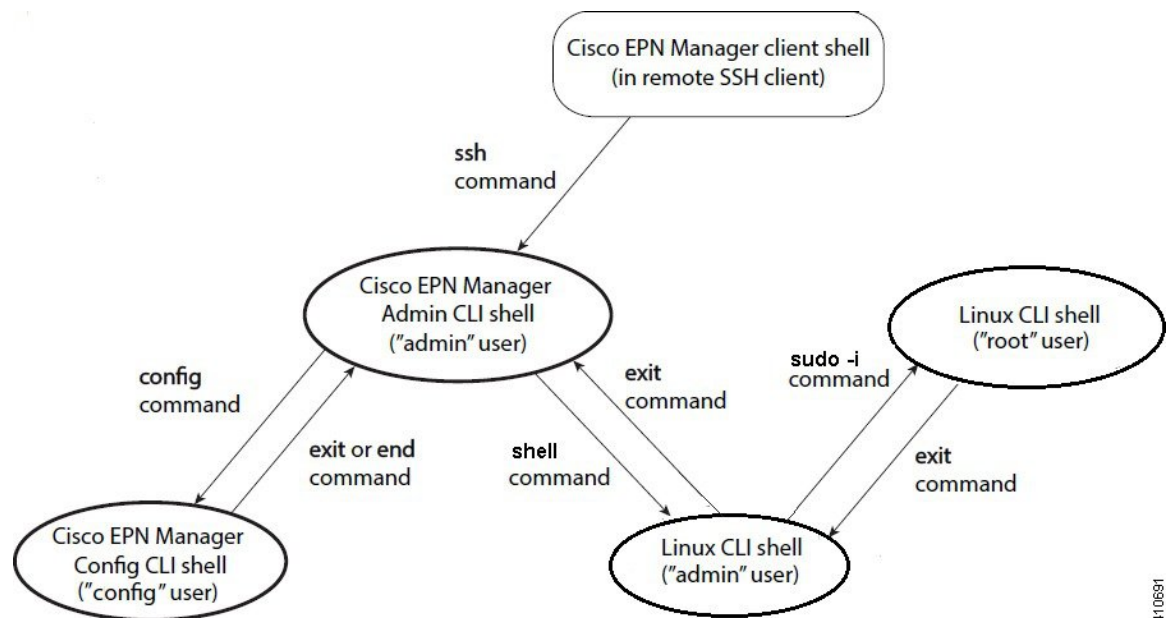 Cisco EPN Manager client shell
(in remote SSH client)
ssh
command
Cisco EPN Manager
Admin CLI shell
("admin" user)
Linux CLI shell
("root" user)
config
command
exit
command
sudo -i
command
exit or end
command
shell
command
exit
command
Cisco EPN Manager
Config CLI shell
("config" user)
Linux CLI shell
("admin" user)
410691